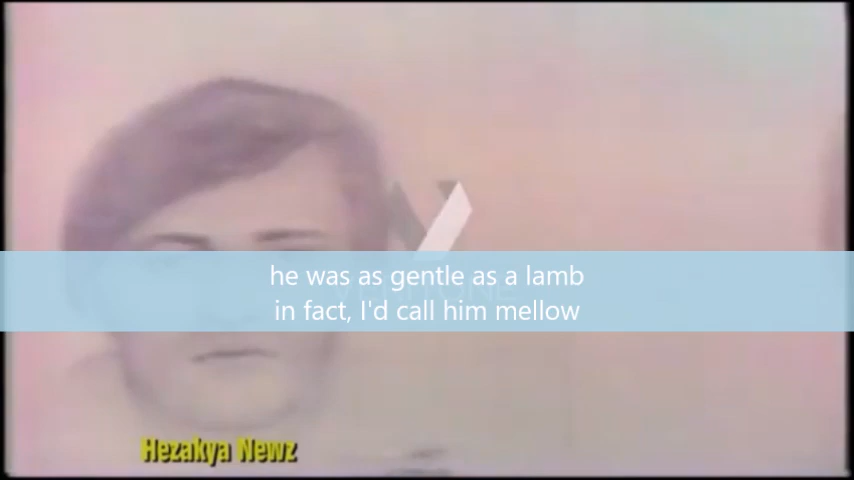 he was as gentle as a lamb
in fact, I'd call him mellow
Hezakya Newz